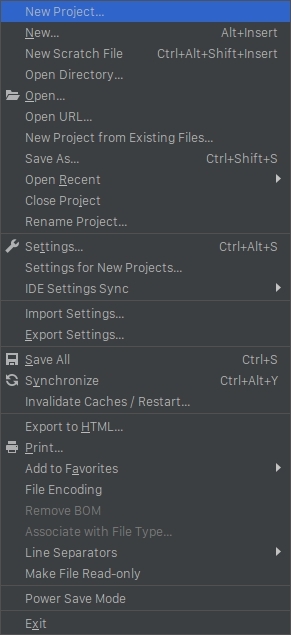 New Project...
New... Alt+Insert
New Scratch File Ctrl+Alt+Shift+Insert
Open Directory...
Open...
Open URL...
New Project from Existing Files...
Save As... Ctrl+Shift+S
Open Recent
Close Project
Rename Project...
Settings... Ctrl+Alt+S
Settings for New Projects...
IDE Settings Sync
Import Settings...
Export Settings...
Save All Ctrl+S
Synchronize Ctrl+Alt+Y
Invalidate Caches / Restart...
Export to HTML...
Print...
Add to Favorites
File Encoding
Remove BOM
Associate with File Type...
Line Separators
Make File Read-only
Power Save Mode
Exit